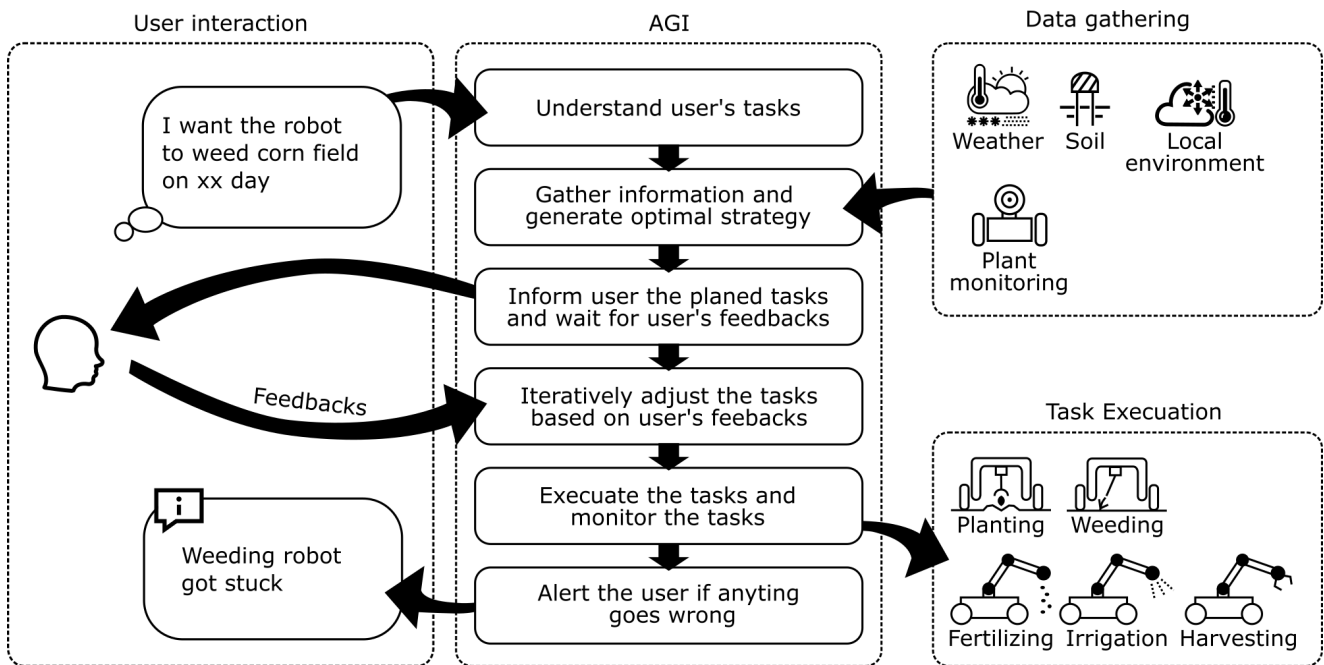 User interaction
I want the robot
to weed corn field
on xx day
Feedbacks
Weeding robot
got stuck
AGI
Understand user's tasks
Gather information and
generate optimal strategy
Inform user the planed tasks
and wait for user's feedbacks
Iteratively adjust the tasks
based on user's feebacks
Execuate the tasks and
monitor the tasks
Alert the user if anyting
goes wrong
Data gathering
Weather
Soil
Local
environment
Plant
monitoring
Task Execuation
Planting
Weeding
Fertilizing
Irrigation
Harvesting